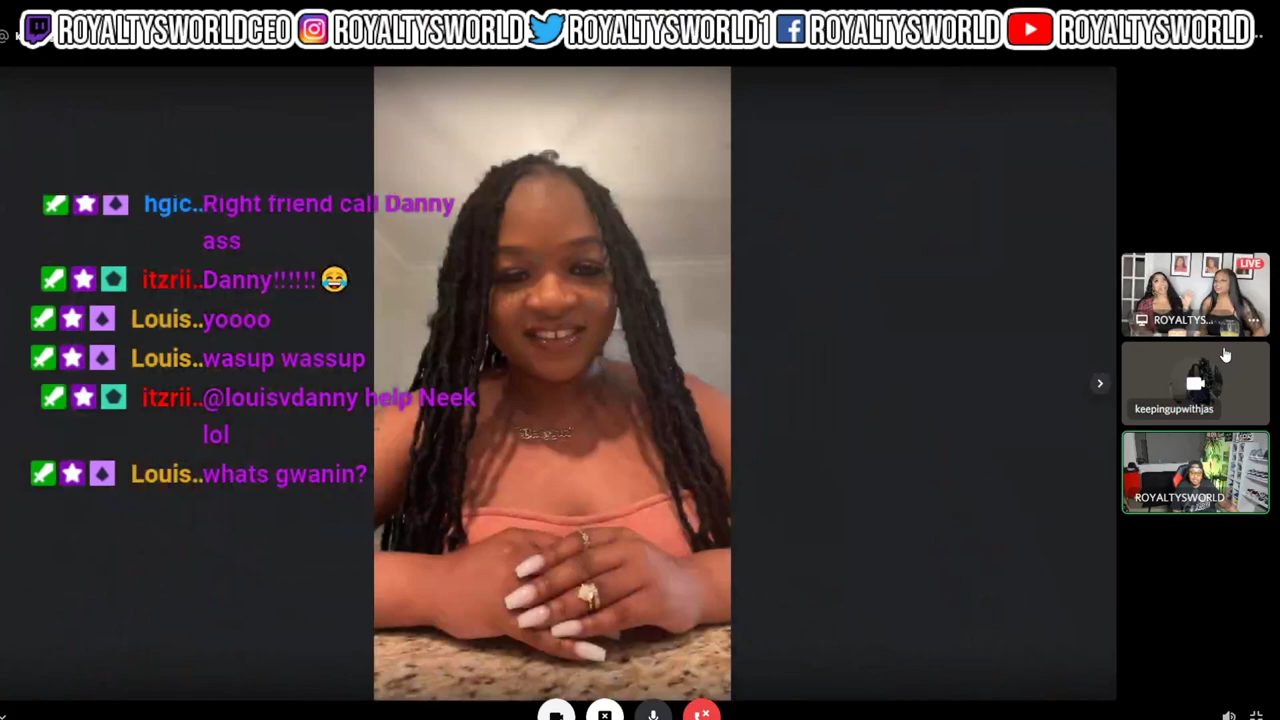 ROYALTYSWORLDCEO ROYALTYSWORLD ROYALTYSWORLD1 ROYALTYSWORLD ROYALTYSWORLD
hgic..Right friend call Danny
ass
itzrii..Danny!!!!!!😂
Louis..yoooo
Louis..wasup wassup
itzrii..@louisvdanny help Neek
lol
Louis..whats gwanin?
LIVE
ROYALTYS...
keepingupwithjas
ROYALTYSWORLD